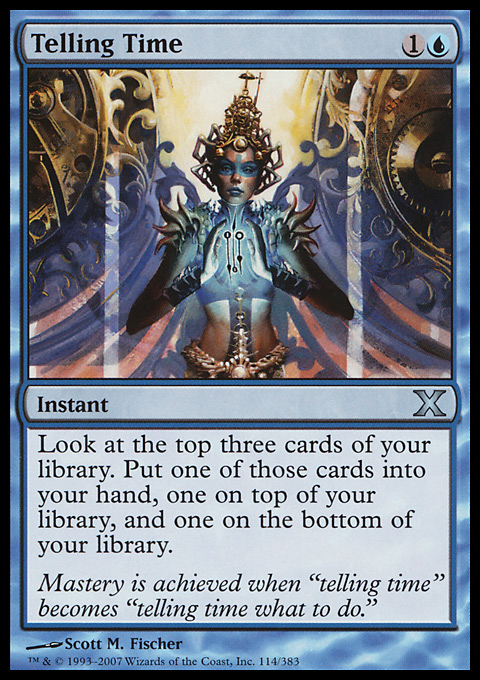 Telling Time 1
Instant X
Look at the top three cards of your
library. Put one of those cards into
your hand, one on top of your
library, and one on the bottom of
your library.
Mastery is achieved when “telling time”
becomes “telling time what to do.”
Scott M. Fischer
™ & © 1993–2007 Wizards of the Coast, Inc. 114/383